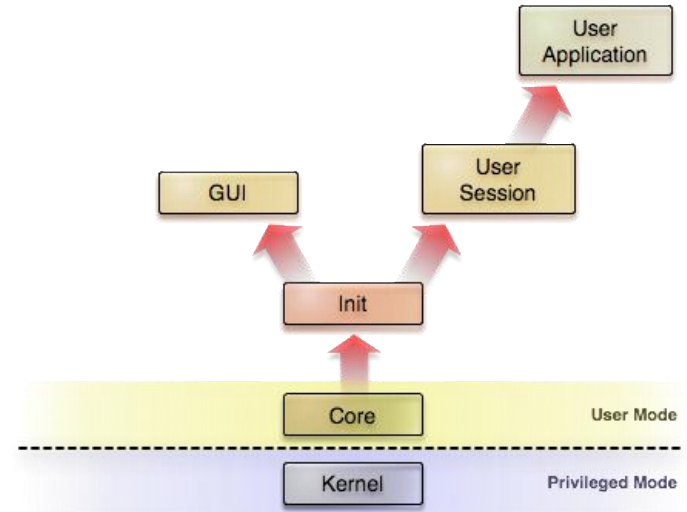 User
Application
User
Session
GUI
Init
Core
User Mode
Kernel
Privileged Mode